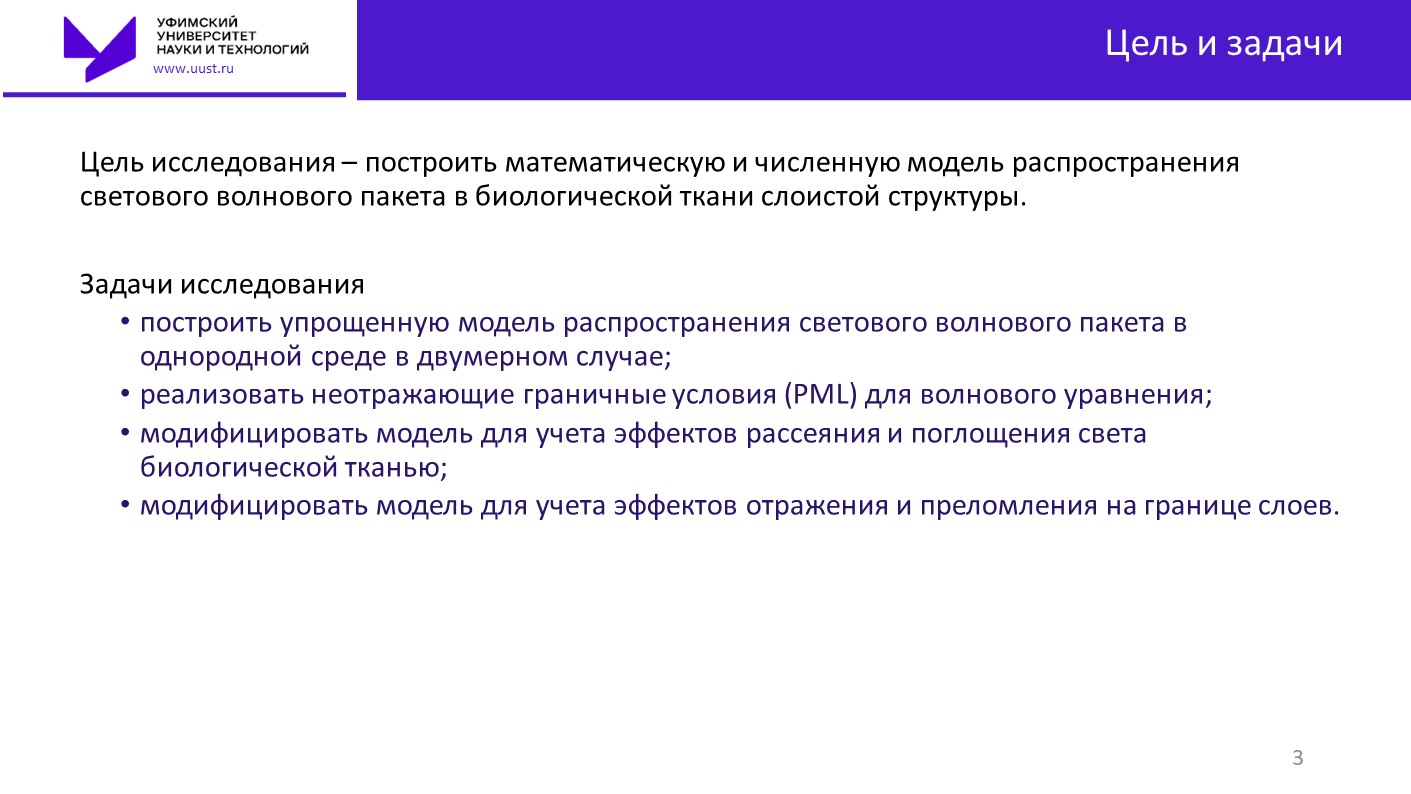 УФИМСКИЙ
УНИВЕРСИТЕТ
НАУКИ И ТЕХНОЛОГИЙ
www.uust.ru
Цель и задачи
Цель исследования – построить математическую и численную модель распространения
светового волнового пакета в биологической ткани слоистой структуры.
Задачи исследования
• построить упрощенную модель распространения светового волнового пакета в
однородной среде в двумерном случае;
• реализовать неотражающие граничные условия (PML) для волнового уравнения;
• модифицировать модель для учета эффектов рассеяния и поглощения света
биологической тканью;
• модифицировать модель для учета эффектов отражения и преломления на границе слоев.
3